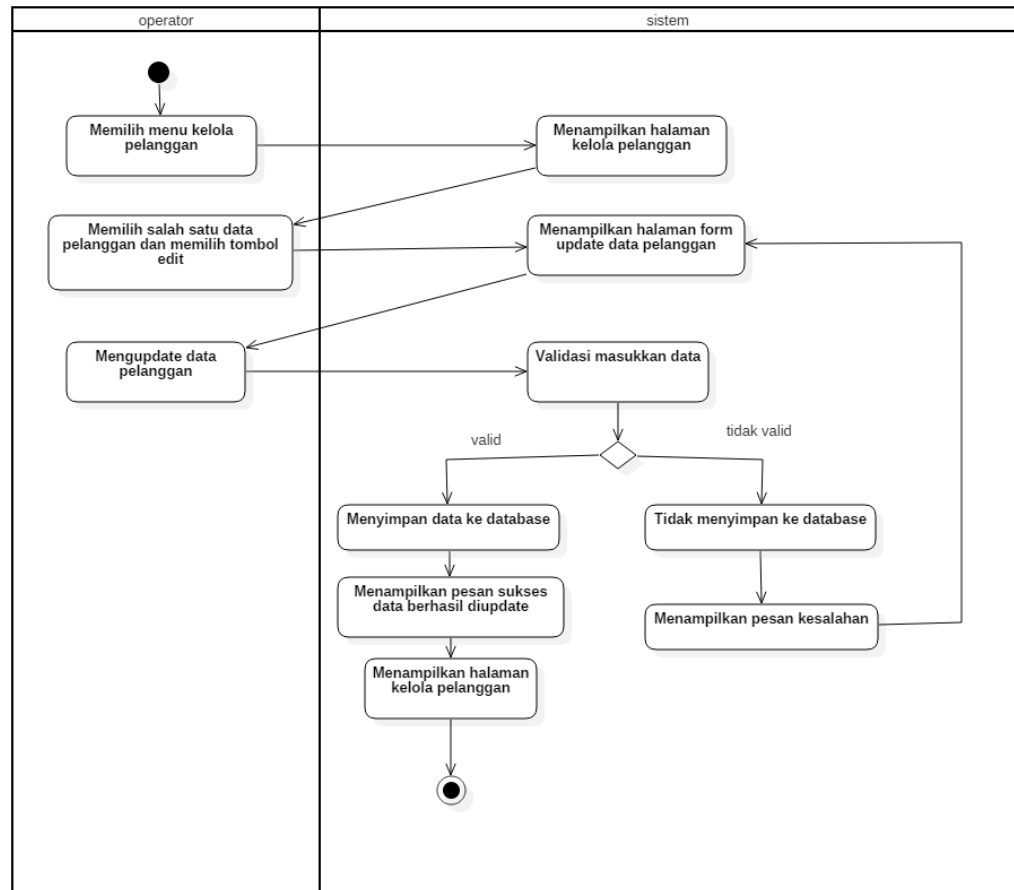 operator
sistem
Memilih menu kelola
pelanggan
Menampilkan halaman
kelola pelanggan
Memilih salah satu data
pelanggan dan memilih tombol
edit
Menampilkan halaman form
update data pelanggan
Mengupdate data
pelanggan
Validasi masukkan data
valid
tidak valid
Menyimpan data ke database
Tidak menyimpan ke database
Menampilkan pesan sukses
data berhasil diupdate
Menampilkan pesan kesalahan
Menampilkan halaman
kelola pelanggan